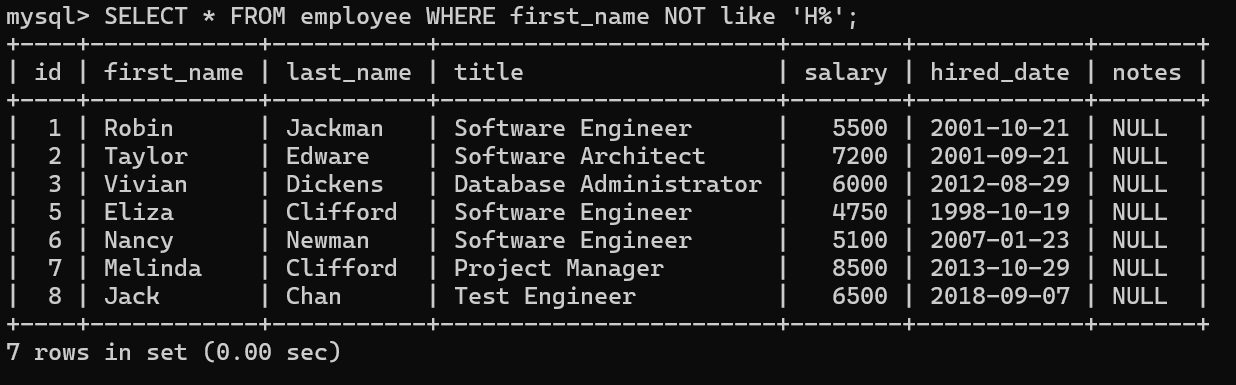 mysql> SELECT * FROM employee WHERE first_name NOT like 'H%';
+----+------------+-----------+------------------------+--------+------------+-------+
| id | first_name | last_name | title                  | salary | hired_date | notes |
+----+------------+-----------+------------------------+--------+------------+-------+
|  1 | Robin      | Jackman   | Software Engineer      |   5500 | 2001-10-21 | NULL  |
|  2 | Taylor     | Edware    | Software Architect     |   7200 | 2001-09-21 | NULL  |
|  3 | Vivian     | Dickens   | Database Administrator |   6000 | 2012-08-29 | NULL  |
|  5 | Eliza      | Clifford  | Software Engineer      |   4750 | 1998-10-19 | NULL  |
|  6 | Nancy      | Newman    | Software Engineer      |   5100 | 2007-01-23 | NULL  |
|  7 | Melinda    | Clifford  | Project Manager        |   8500 | 2013-10-29 | NULL  |
|  8 | Jack       | Chan      | Test Engineer          |   6500 | 2018-09-07 | NULL  |
+----+------------+-----------+------------------------+--------+------------+-------+
7 rows in set (0.00 sec)